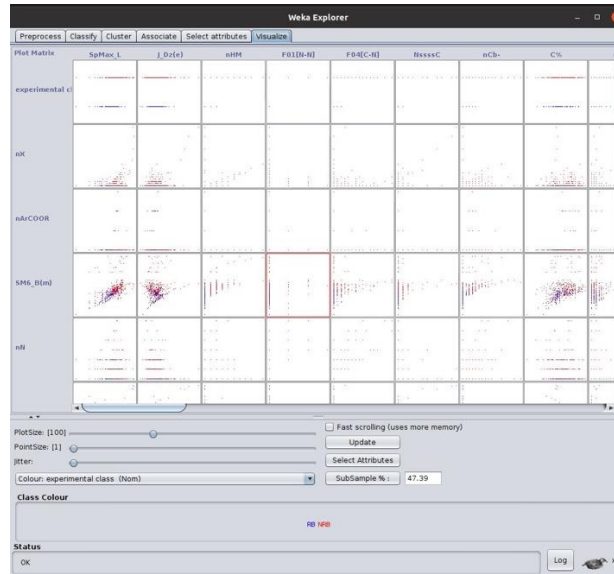 Weka Explorer
Preprocess Classify Cluster Associate Select attributes Visualize
Plot Matrix SpMax_L J_Dz(e) nHM F01[N-N] F04[C-N] NssssC nCb- C%
experimental cl
nX
nArCOOR
SM6_B(m)
nN
PlotSize: [100]
Fast scrolling (uses more memory)
Update
PointSize: [1]
Jitter:
Select Attributes
Colour: experimental class (Nom)
SubSample % : 47.39
Class Colour
RB NRB
Status
OK
Log
x